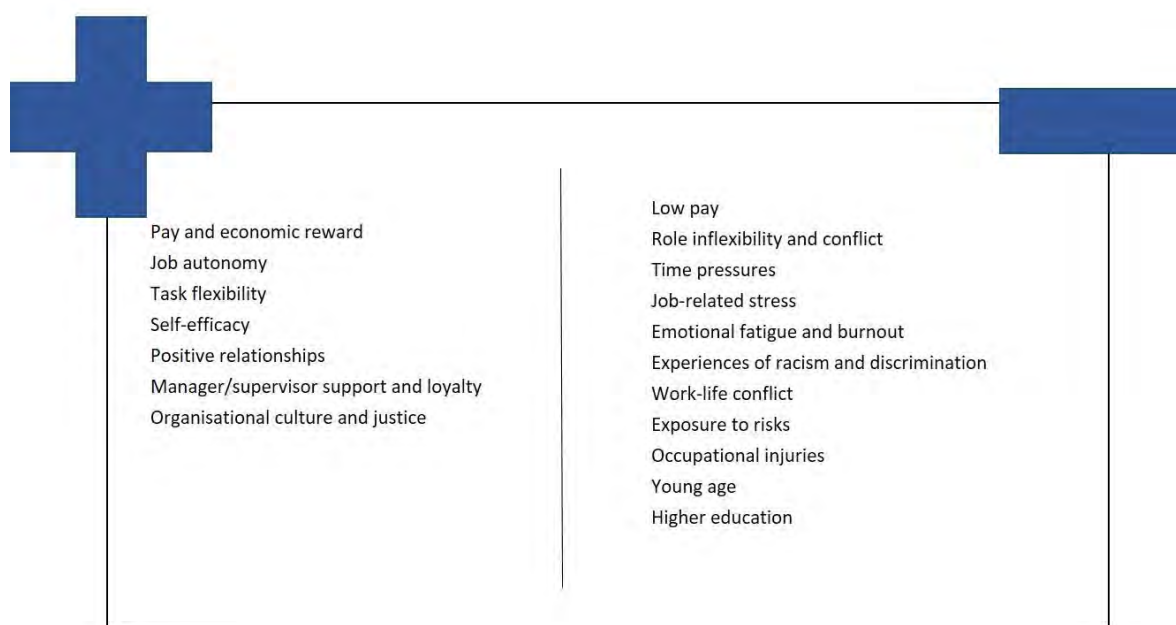 Pay and economic reward
Job autonomy
Task flexibility
Self-efficacy
Positive relationships
Manager/supervisor support and loyalty
Organisational culture and justice
Low pay
Role inflexibility and conflict
Time pressures
Job-related stress
Emotional fatigue and burnout
Experiences of racism and discrimination
Work-life conflict
Exposure to risks
Occupational injuries
Young age
Higher education